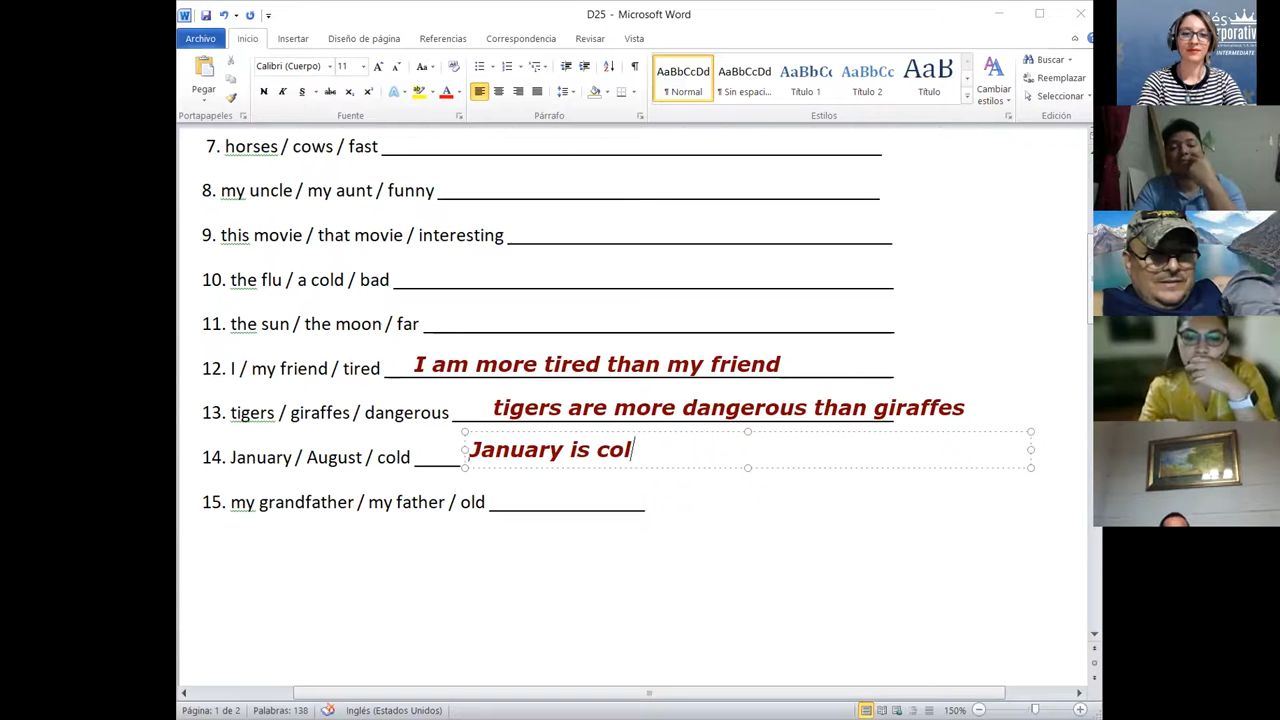 D25 - Microsoft Word
Archivo Inicio Insertar Diseño de página Referencias Correspondencia Revisar Vista
Calibri (Cuerpo) 11
Pegar
N K S abc x₂ x²
AaBbCcDd AaBbCcDd AaBbCc AaBbCc AaB
¶ Normal ¶ Sin espaci... Título 1 Título 2 Título
Cambiar estilos
Buscar
Reemplazar
Seleccionar
Portapapeles Fuente Párrafo Estilos Edición
7. horses / cows / fast
8. my uncle / my aunt / funny
9. this movie / that movie / interesting
10. the flu / a cold / bad
11. the sun / the moon / far
12. I / my friend / tired I am more tired than my friend
13. tigers / giraffes / dangerous tigers are more dangerous than giraffes
14. January / August / cold January is col
15. my grandfather / my father / old
Página: 1 de 2 Palabras: 138 Inglés (Estados Unidos) 150%
INTERMEDIATE